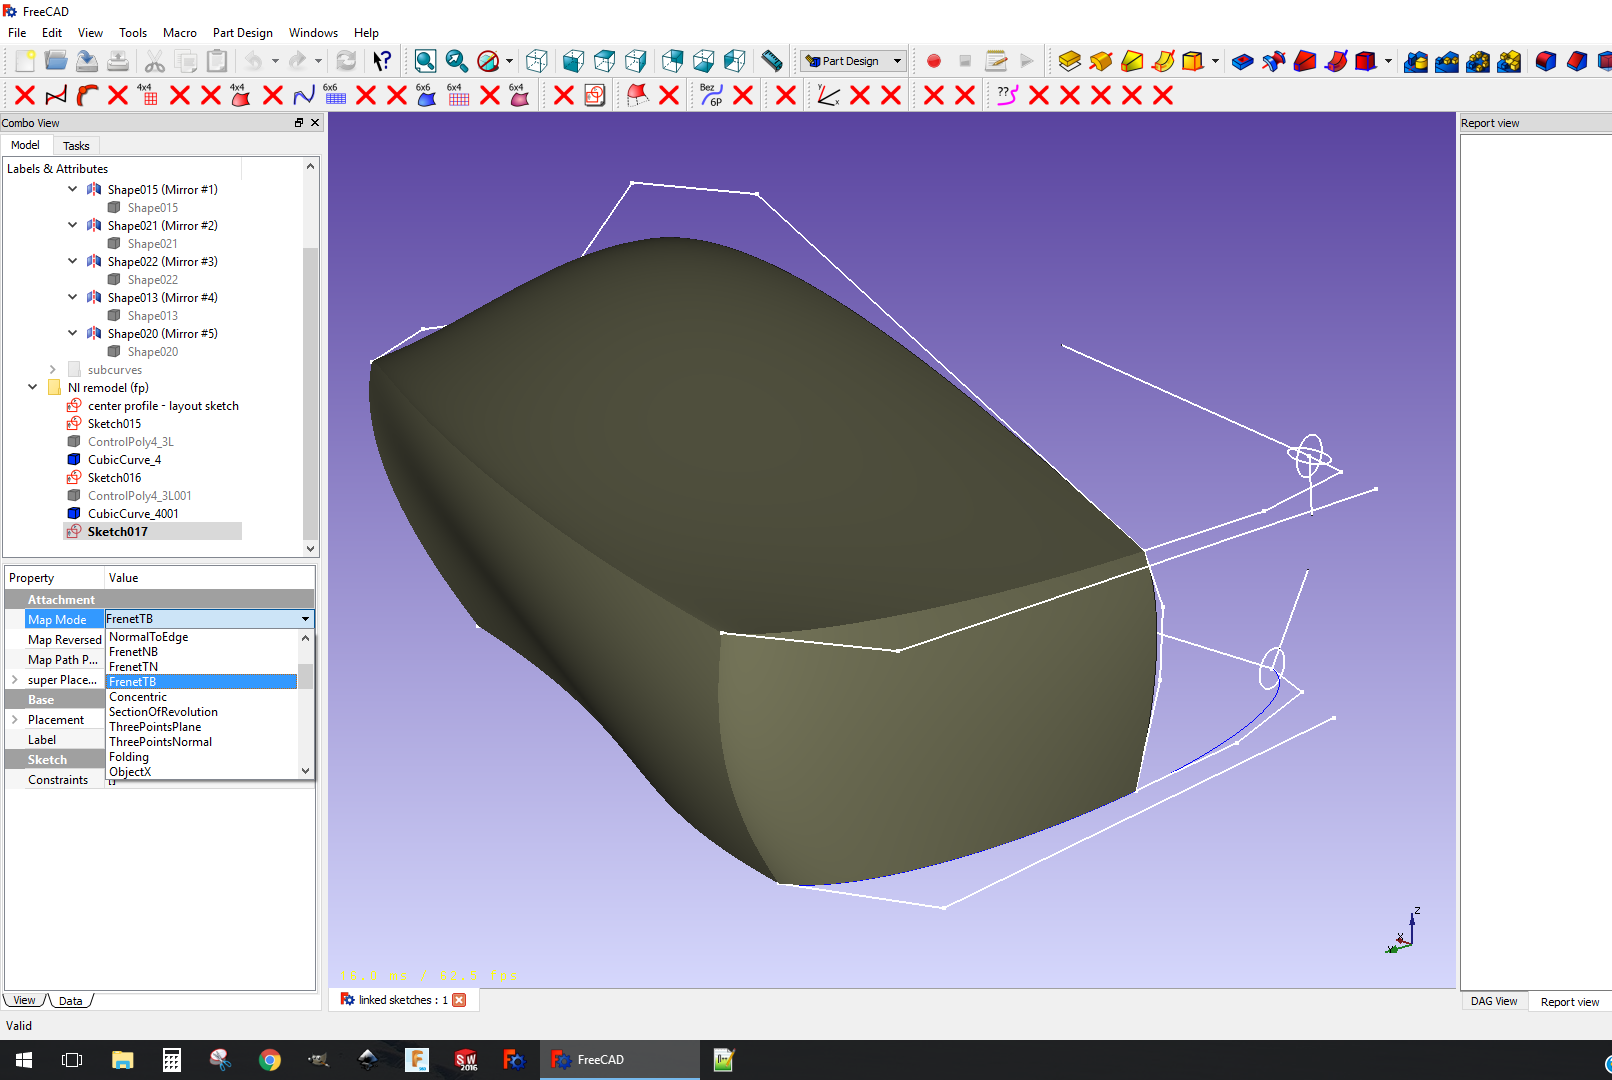 FreeCAD
File Edit View Tools Macro Part Design Windows Help
Part Design
4x4 6x6 4x4 6x6 6x4 6x4 Bez 6P y x ??
Combo View
Report view
Model Tasks
Labels & Attributes
Shape015 (Mirror #1)
Shape015
Shape021 (Mirror #2)
Shape021
Shape022 (Mirror #3)
Shape022
Shape013 (Mirror #4)
Shape013
Shape020 (Mirror #5)
Shape020
subcurves
NI remodel (fp)
center profile - layout sketch
Sketch015
ControlPoly4_3L
CubicCurve_4
Sketch016
ControlPoly4_3L001
CubicCurve_4001
Sketch017
Property Value
Attachment
Map Mode FrenetTB
Map Reversed
Map Path P...
super Place...
Base
Placement
Label
Sketch
Constraints
NormalToEdge
FrenetNB
FrenetTN
FrenetTB
Concentric
SectionOfRevolution
ThreePointsPlane
ThreePointsNormal
Folding
ObjectX
Z
X
View Data
linked sketches : 1
DAG View Report view
Valid
SW 2016
FreeCAD